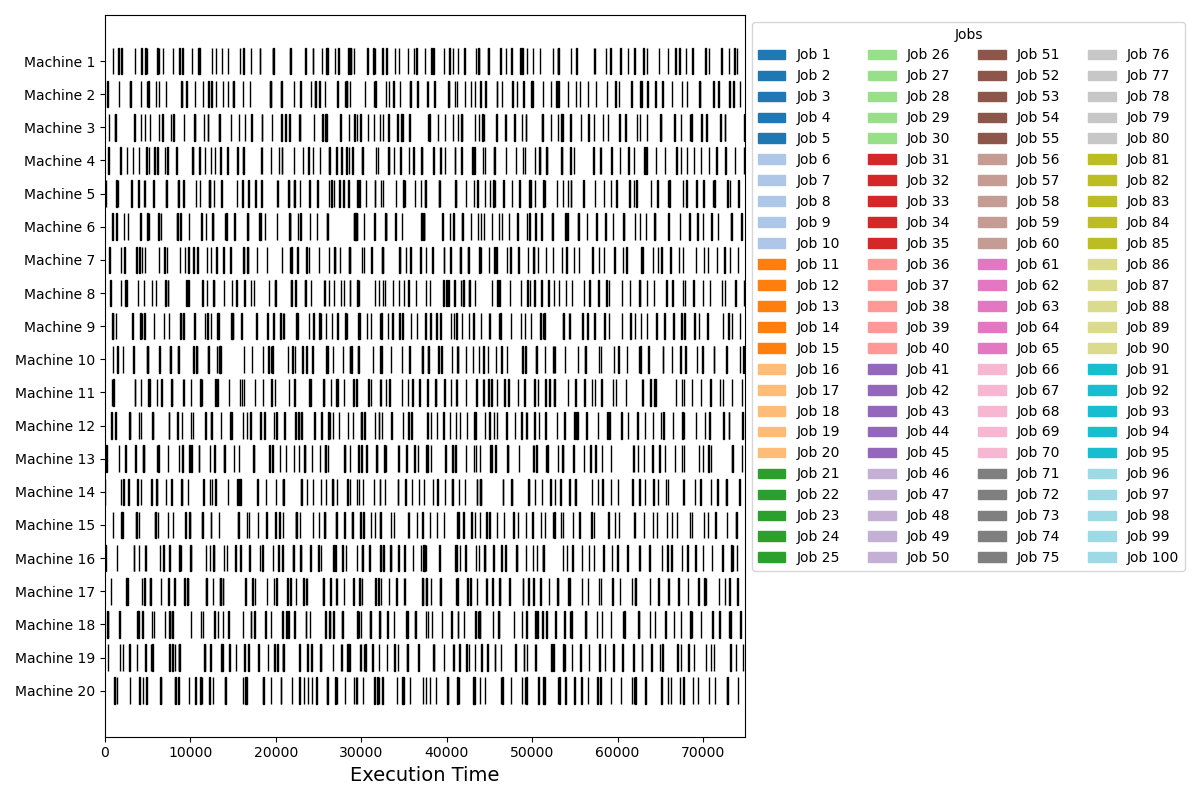 Machine 1
Machine 2
Machine 3
Machine 4
Machine 5
Machine 6
Machine 7
Machine 8
Machine 9
Machine 10
Machine 11
Machine 12
Machine 13
Machine 14
Machine 15
Machine 16
Machine 17
Machine 18
Machine 19
Machine 20
0 10000 20000 30000 40000 50000 60000 70000
Execution Time
Jobs
Job 1
Job 2
Job 3
Job 4
Job 5
Job 6
Job 7
Job 8
Job 9
Job 10
Job 11
Job 12
Job 13
Job 14
Job 15
Job 16
Job 17
Job 18
Job 19
Job 20
Job 21
Job 22
Job 23
Job 24
Job 25
Job 26
Job 27
Job 28
Job 29
Job 30
Job 31
Job 32
Job 33
Job 34
Job 35
Job 36
Job 37
Job 38
Job 39
Job 40
Job 41
Job 42
Job 43
Job 44
Job 45
Job 46
Job 47
Job 48
Job 49
Job 50
Job 51
Job 52
Job 53
Job 54
Job 55
Job 56
Job 57
Job 58
Job 59
Job 60
Job 61
Job 62
Job 63
Job 64
Job 65
Job 66
Job 67
Job 68
Job 69
Job 70
Job 71
Job 72
Job 73
Job 74
Job 75
Job 76
Job 77
Job 78
Job 79
Job 80
Job 81
Job 82
Job 83
Job 84
Job 85
Job 86
Job 87
Job 88
Job 89
Job 90
Job 91
Job 92
Job 93
Job 94
Job 95
Job 96
Job 97
Job 98
Job 99
Job 100